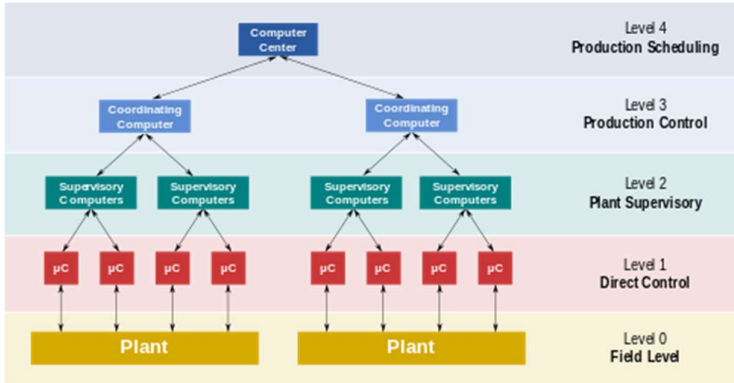 Computer
Center
Level 4
Production Scheduling
Coordinating
Computer
Coordinating
Computer
Level 3
Production Control
Supervisory
Computers
Supervisory
Computers
Supervisory
Computers
Supervisory
Computers
Level 2
Plant Supervisory
µC
µC
µC
µC
µC
µC
µC
µC
Level 1
Direct Control
Plant
Plant
Level 0
Field Level